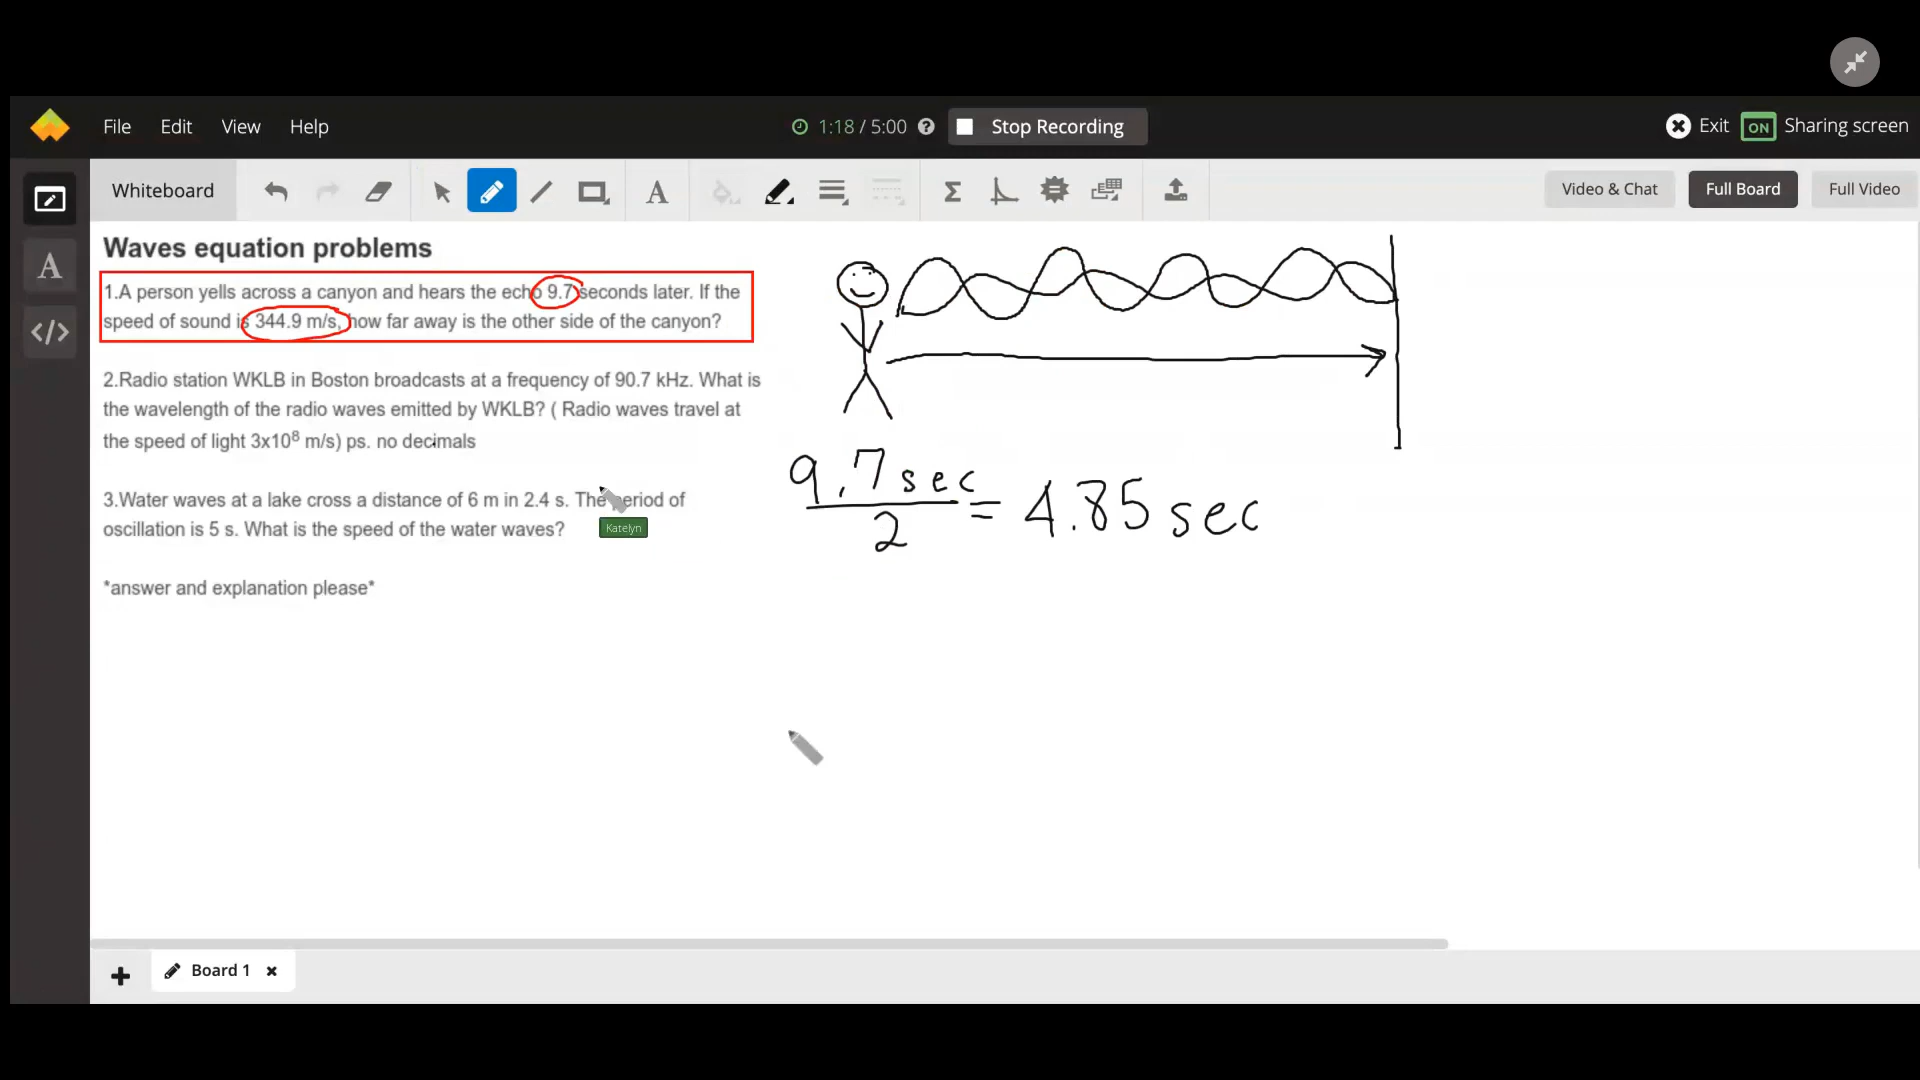 File Edit View Help
1:18 / 5:00
Stop Recording
Exit
ON
Sharing screen
Whiteboard
A
Σ
Video & Chat
Full Board
Full Video
A
</>
Waves equation problems
1.A person yells across a canyon and hears the echo 9.7 seconds later. If the
speed of sound is 344.9 m/s, how far away is the other side of the canyon?
2.Radio station WKLB in Boston broadcasts at a frequency of 90.7 kHz. What is
the wavelength of the radio waves emitted by WKLB? ( Radio waves travel at
the speed of light 3x10⁸ m/s) ps. no decimals
3.Water waves at a lake cross a distance of 6 m in 2.4 s. The period of
oscillation is 5 s. What is the speed of the water waves?
Katelyn
*answer and explanation please*
9.7 sec
2
= 4.85 sec
Board 1